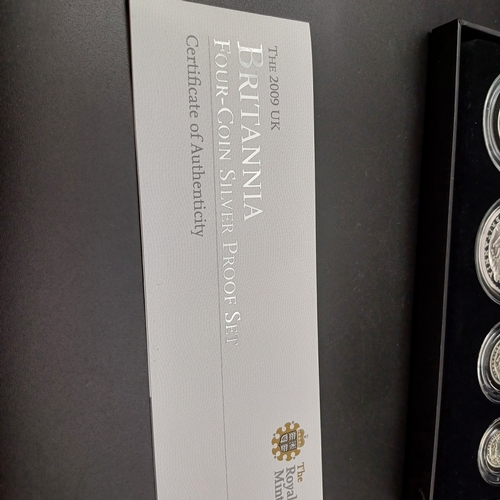 THE 2009 UK
BRITANNIA
FOUR-COIN SILVER PROOF SET
Certificate of Authenticity
The
Royal
Mint